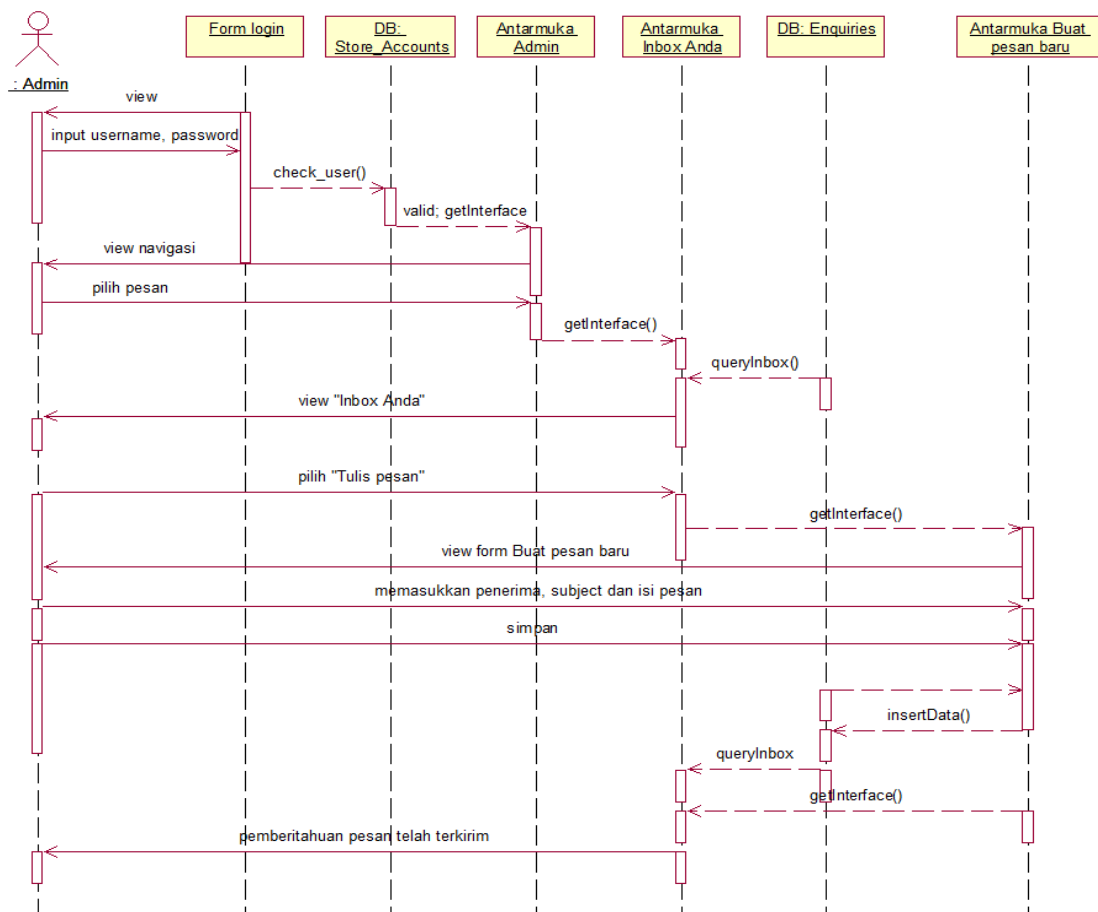 Form login
DB:
Store_Accounts
Antarmuka
Admin
Antarmuka
Inbox Anda
DB: Enquiries
Antarmuka Buat
pesan baru
: Admin
view
input username, password
check_user()
valid; getInterface
view navigasi
pilih pesan
getInterface()
queryInbox()
view "Inbox Anda"
pilih "Tulis pesan"
getInterface()
view form Buat pesan baru
memasukkan penerima, subject dan isi pesan
simpan
insertData()
queryInbox
getInterface()
pemberitahuan pesan telah terkirim